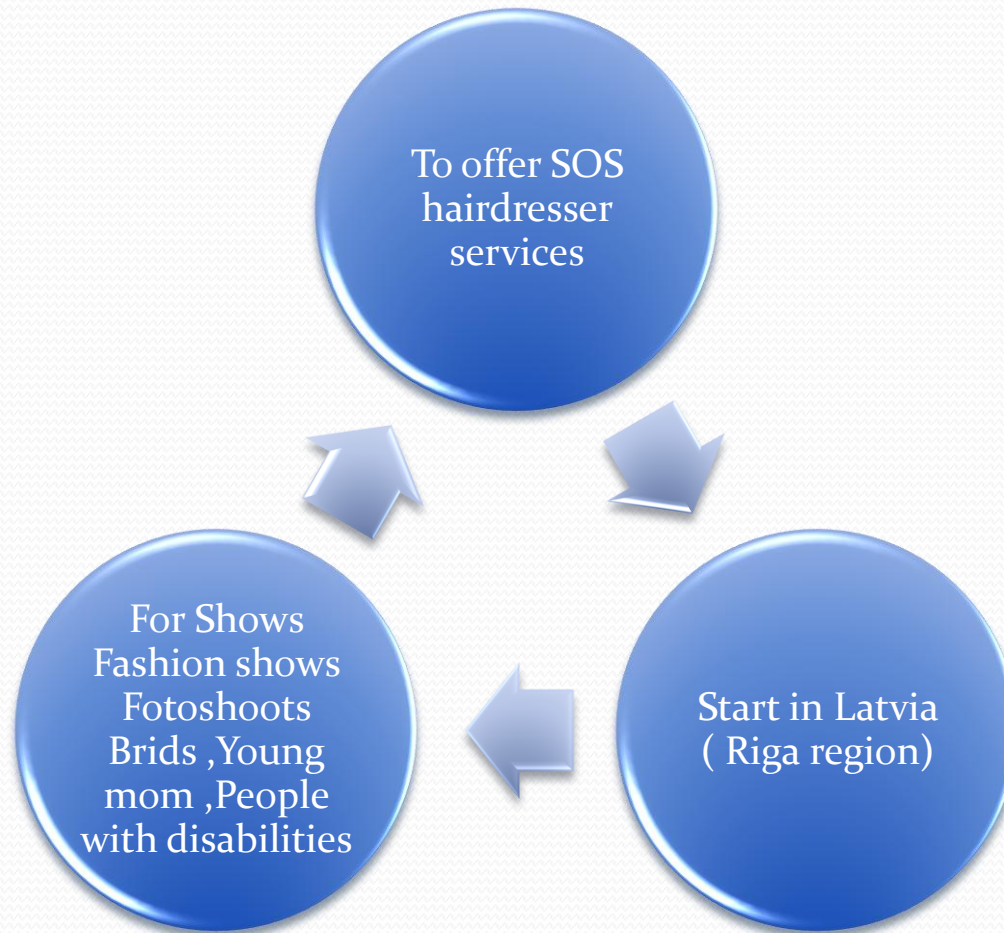 To offer SOS
hairdresser
services
Start in Latvia
( Riga region)
For Shows
Fashion shows
Fotoshoots
Brids ,Young
mom ,People
with disabilities